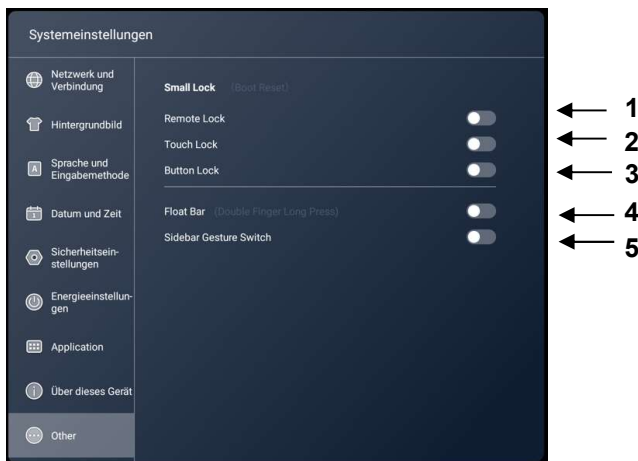 Systemeinstellungen
Netzwerk und
Verbindung
Hintergrundbild
A
Sprache und
Eingabemethode
Datum und Zeit
Sicherheitsein-
stellungen
Energieeinstellun-
gen
Application
Über dieses Gerät
Other
Small Lock (Boot Reset)
Remote Lock
1
Touch Lock
2
Button Lock
3
Float Bar (Double Finger Long Press)
4
Sidebar Gesture Switch
5